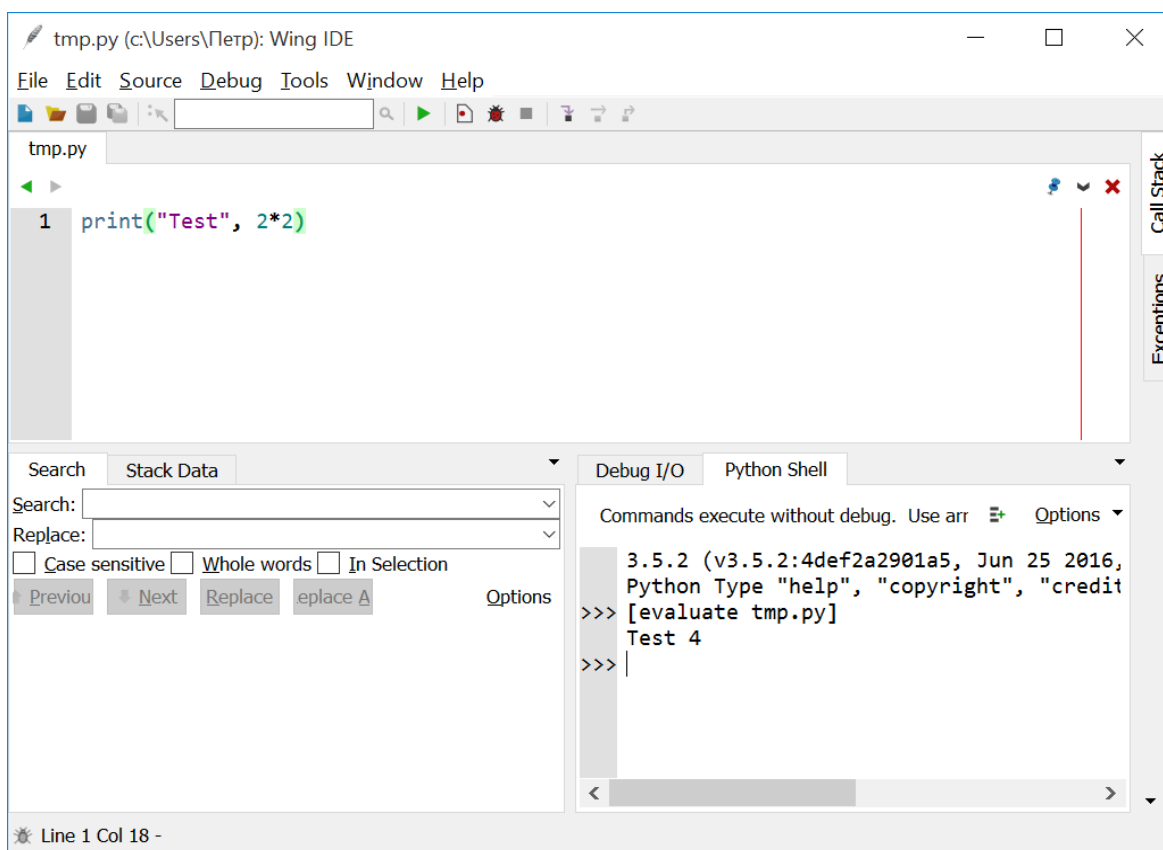 tmp.py (c:\Users\Петр): Wing IDE
File Edit Source Debug Tools Window Help
tmp.py
1 print("Test", 2*2)
Call Stack
Exceptions
Search Stack Data
Search:
Replace:
Case sensitive Whole words In Selection
Previou Next Replace eplace A Options
Debug I/O Python Shell
Commands execute without debug. Use arr Options
3.5.2 (v3.5.2:4def2a2901a5, Jun 25 2016,
Python Type "help", "copyright", "credit
>>> [evaluate tmp.py]
Test 4
>>>
Line 1 Col 18 -